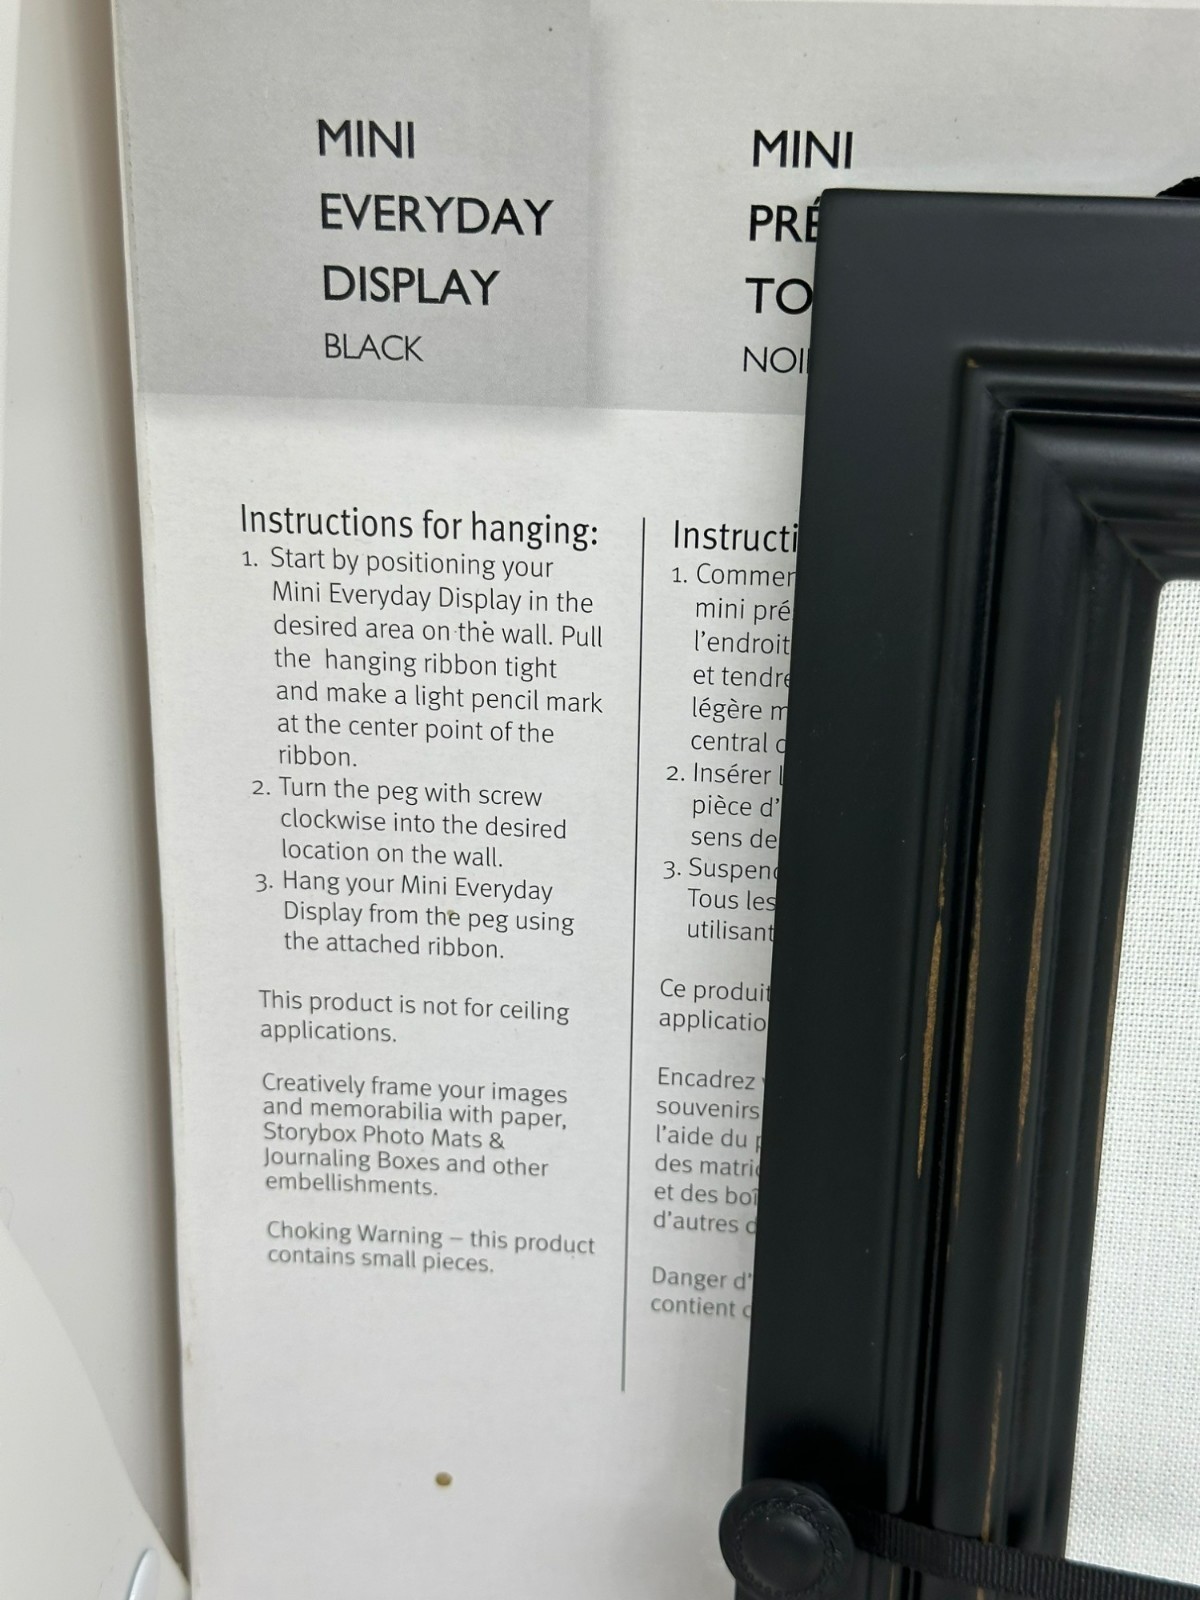 MINI
EVERYDAY
DISPLAY
BLACK
Instructions for hanging:
1. Start by positioning your
Mini Everyday Display in the
desired area on the wall. Pull
the hanging ribbon tight
and make a light pencil mark
at the center point of the
ribbon.
2. Turn the peg with screw
clockwise into the desired
location on the wall.
3. Hang your Mini Everyday
Display from the peg using
the attached ribbon.
This product is not for ceiling
applications.
Creatively frame your images
and memorabilia with paper,
Storybox Photo Mats &
Journaling Boxes and other
embellishments.
Choking Warning – this product
contains small pieces.
MINI
PRÉ
TO
NOI
Instructi
1. Commen
mini pré
l'endroit
et tendre
légère m
central
2. Insérer l
pièce d'
sens de
3. Suspend
Tous les
utilisant
Ce produit
applicatio
Encadrez
souvenirs
l'aide du
des matric
et des boî
d'autres d
Danger d'
contient